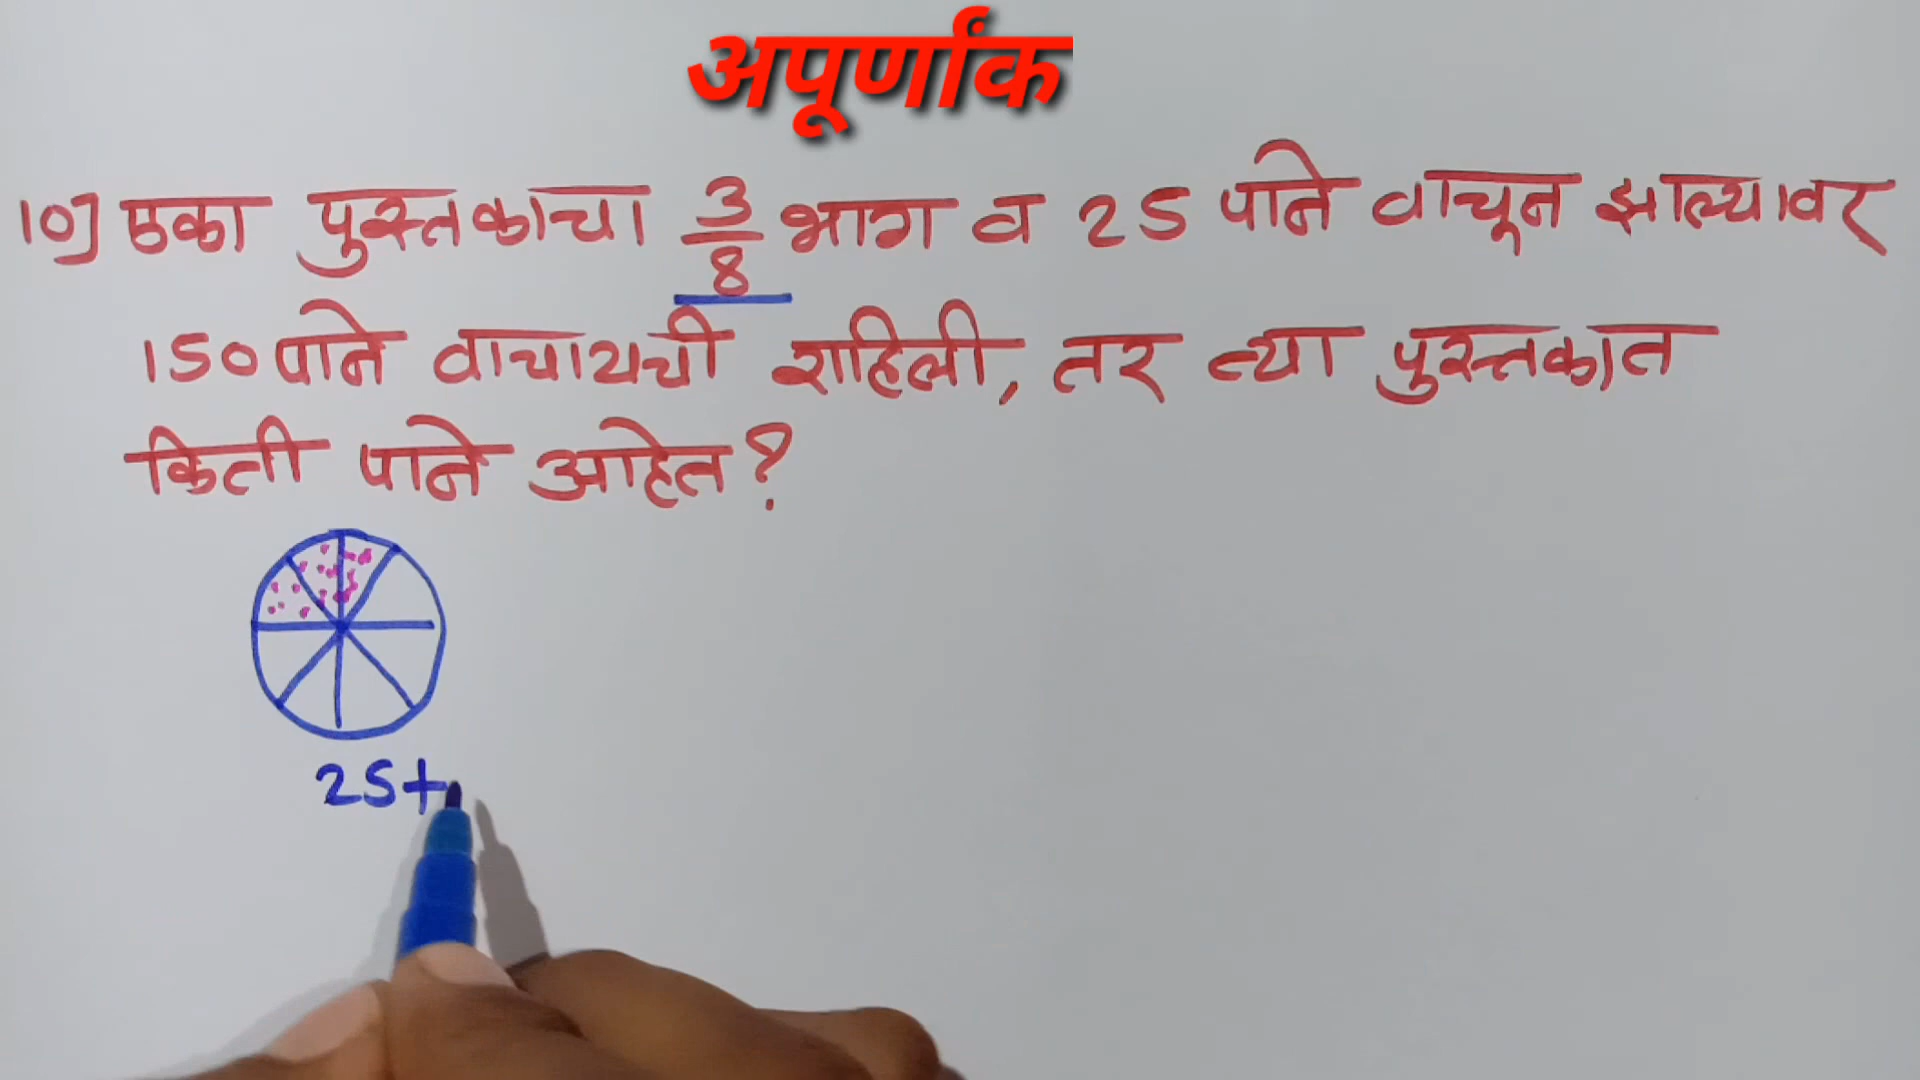 अपूर्णांक
10] एका पुस्तकाचा 3/8 भाग व 25 पाने वाचून झाल्यावर
150 पाने वाचायची राहिली, तर त्या पुस्तकात
किती पाने आहेत?
25+